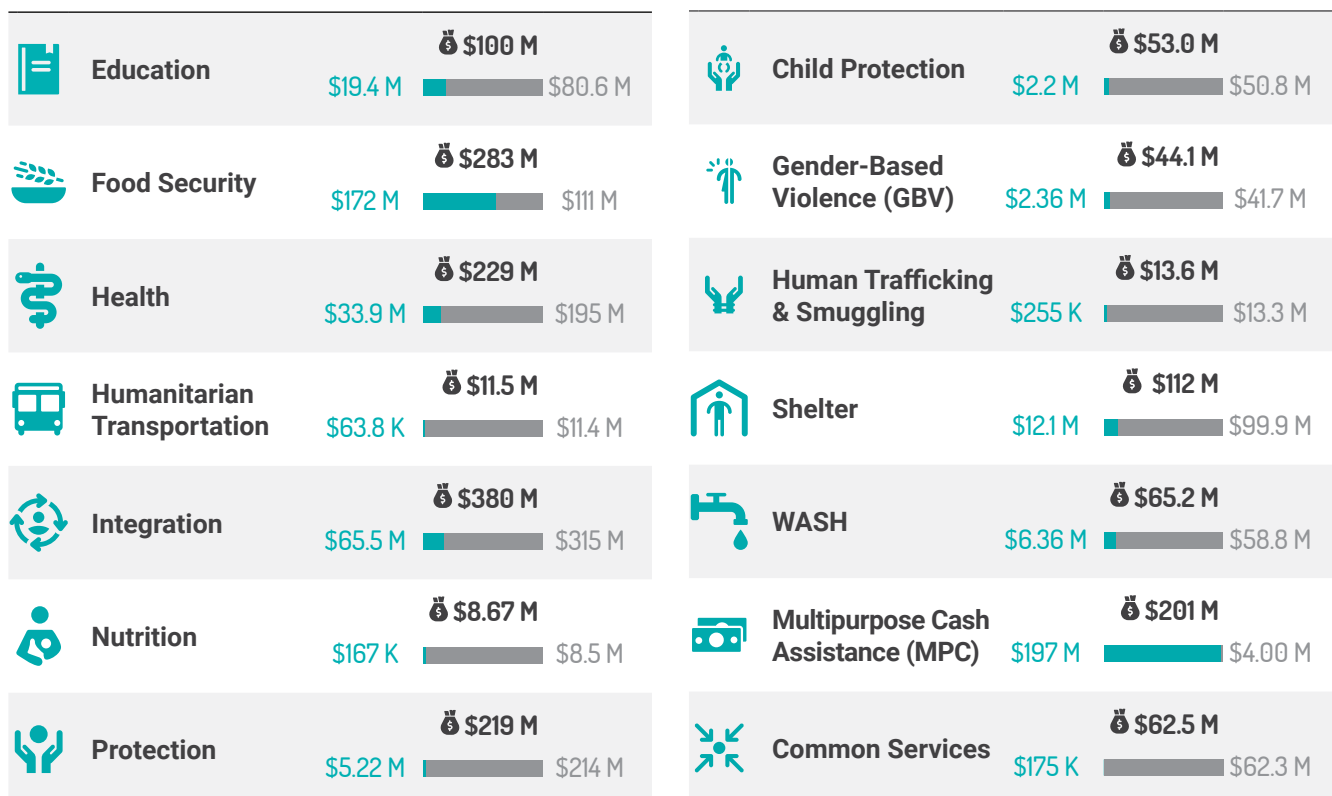 $100 M
Education
$19.4 M $80.6 M
$283 M
Food Security
$172 M $111 M
$229 M
Health
$33.9 M $195 M
$11.5 M
Humanitarian
Transportation
$63.8 K $11.4 M
$380 M
Integration
$65.5 M $315 M
$8.67 M
Nutrition
$167 K $8.5 M
$219 M
Protection
$5.22 M $214 M
$53.0 M
Child Protection
$2.2 M $50.8 M
$44.1 M
Gender-Based
Violence (GBV)
$2.36 M $41.7 M
$13.6 M
Human Trafficking
& Smuggling
$255 K $13.3 M
$112 M
Shelter
$12.1 M $99.9 M
$65.2 M
WASH
$6.36 M $58.8 M
$201 M
Multipurpose Cash
Assistance (MPC)
$197 M $4.00 M
$62.5 M
Common Services
$175 K $62.3 M